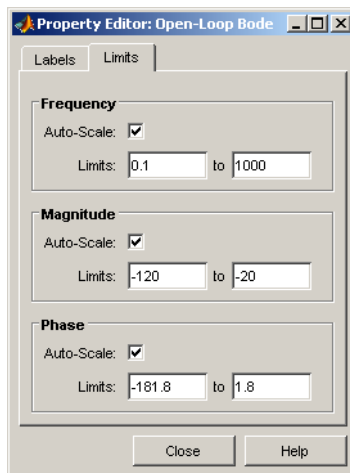 Property Editor: Open-Loop Bode
Labels Limits
Frequency
Auto-Scale:
Limits: 0.1 to 1000
Magnitude
Auto-Scale:
Limits: -120 to -20
Phase
Auto-Scale:
Limits: -181.8 to 1.8
Close Help